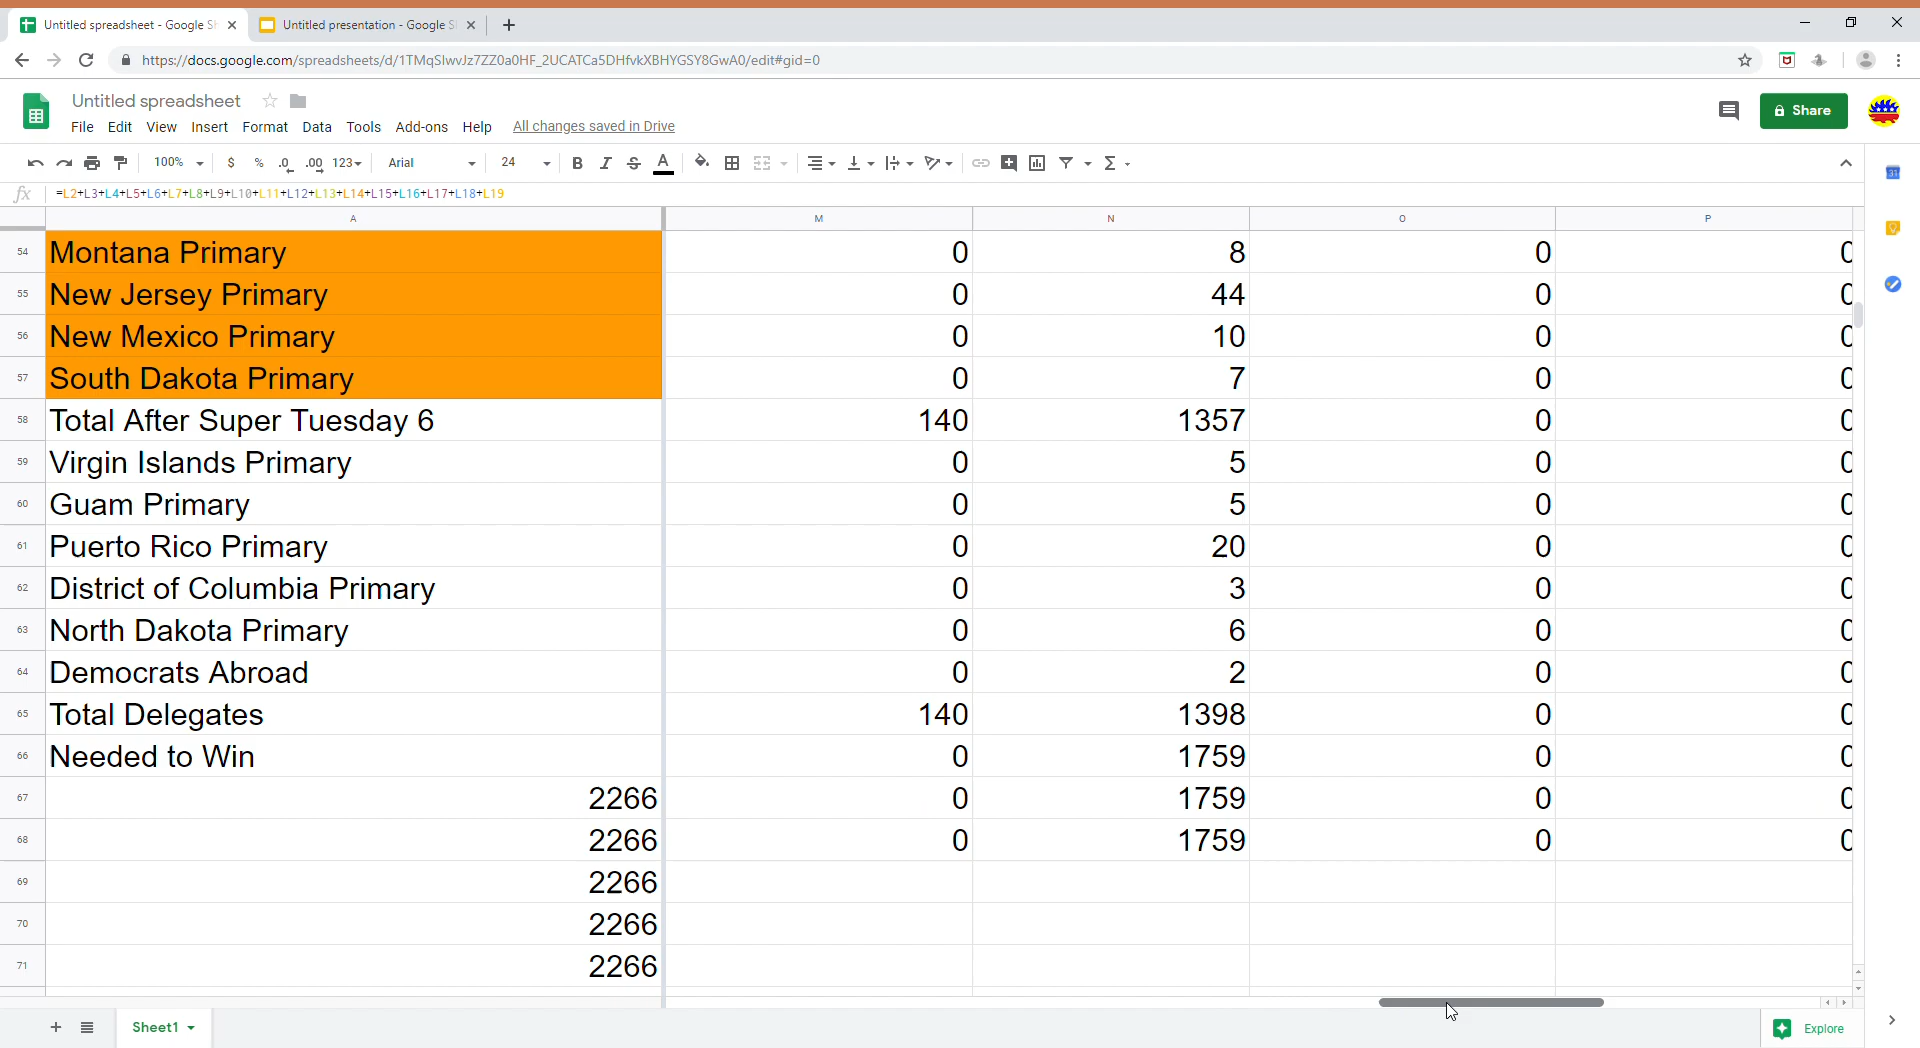 Untitled spreadsheet - Google Sh
Untitled presentation - Google Sl
https://docs.google.com/spreadsheets/d/1TMqSlwvJz7ZZ0a0HF_2UCATCa5DHfvkXBHYGSY8GwA0/edit#gid=0
Untitled spreadsheet
Share
File Edit View Insert Format Data Tools Add-ons Help All changes saved in Drive
100% $ % .0 .00 123 Arial 24 B I S A Σ
31
fx =L2+L3+L4+L5+L6+L7+L8+L9+L10+L11+L12+L13+L14+L15+L16+L17+L18+L19
A M N O P
54 Montana Primary 0 8 0 0
55 New Jersey Primary 0 44 0 0
56 New Mexico Primary 0 10 0 0
57 South Dakota Primary 0 7 0 0
58 Total After Super Tuesday 6 140 1357 0 0
59 Virgin Islands Primary 0 5 0 0
60 Guam Primary 0 5 0 0
61 Puerto Rico Primary 0 20 0 0
62 District of Columbia Primary 0 3 0 0
63 North Dakota Primary 0 6 0 0
64 Democrats Abroad 0 2 0 0
65 Total Delegates 140 1398 0 0
66 Needed to Win 0 1759 0 0
67 2266 0 1759 0 0
68 2266 0 1759 0 0
69 2266
70 2266
71 2266
Sheet1
Explore